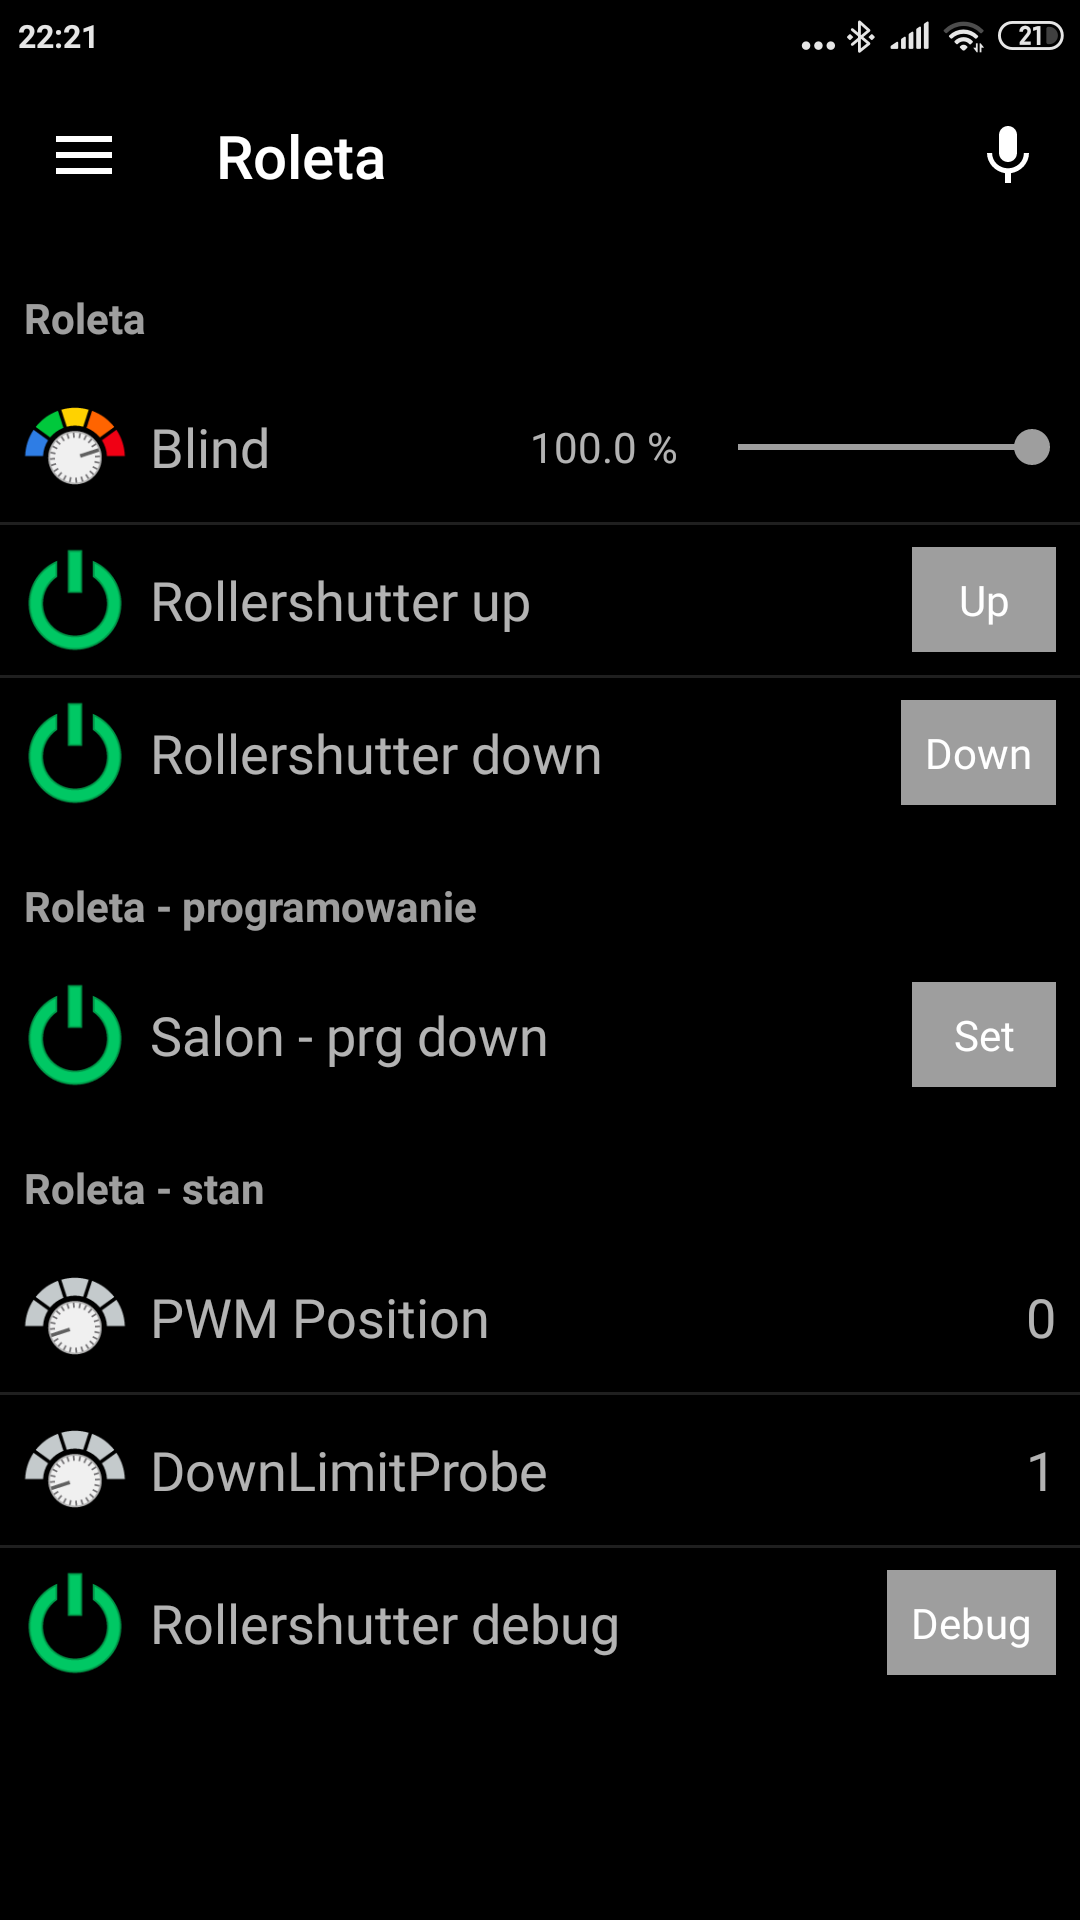 22:21 21
Roleta
Roleta
Blind 100.0 %
Rollershutter up Up
Rollershutter down Down
Roleta - programowanie
Salon - prg down Set
Roleta - stan
PWM Position 0
DownLimitProbe 1
Rollershutter debug Debug